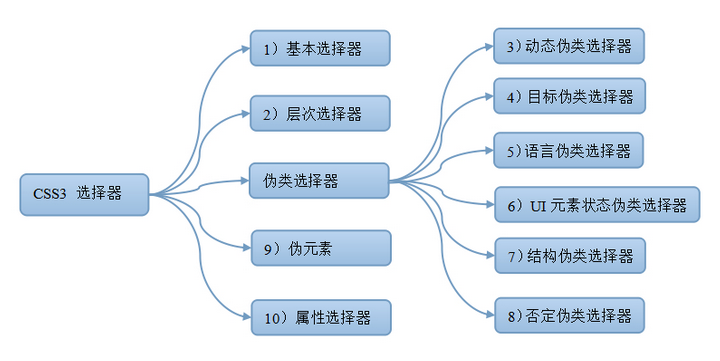 CSS3 选择器
1）基本选择器
2）层次选择器
伪类选择器
3）动态伪类选择器
4）目标伪类选择器
5）语言伪类选择器
6）UI 元素状态伪类选择器
7）结构伪类选择器
8）否定伪类选择器
9）伪元素
10）属性选择器